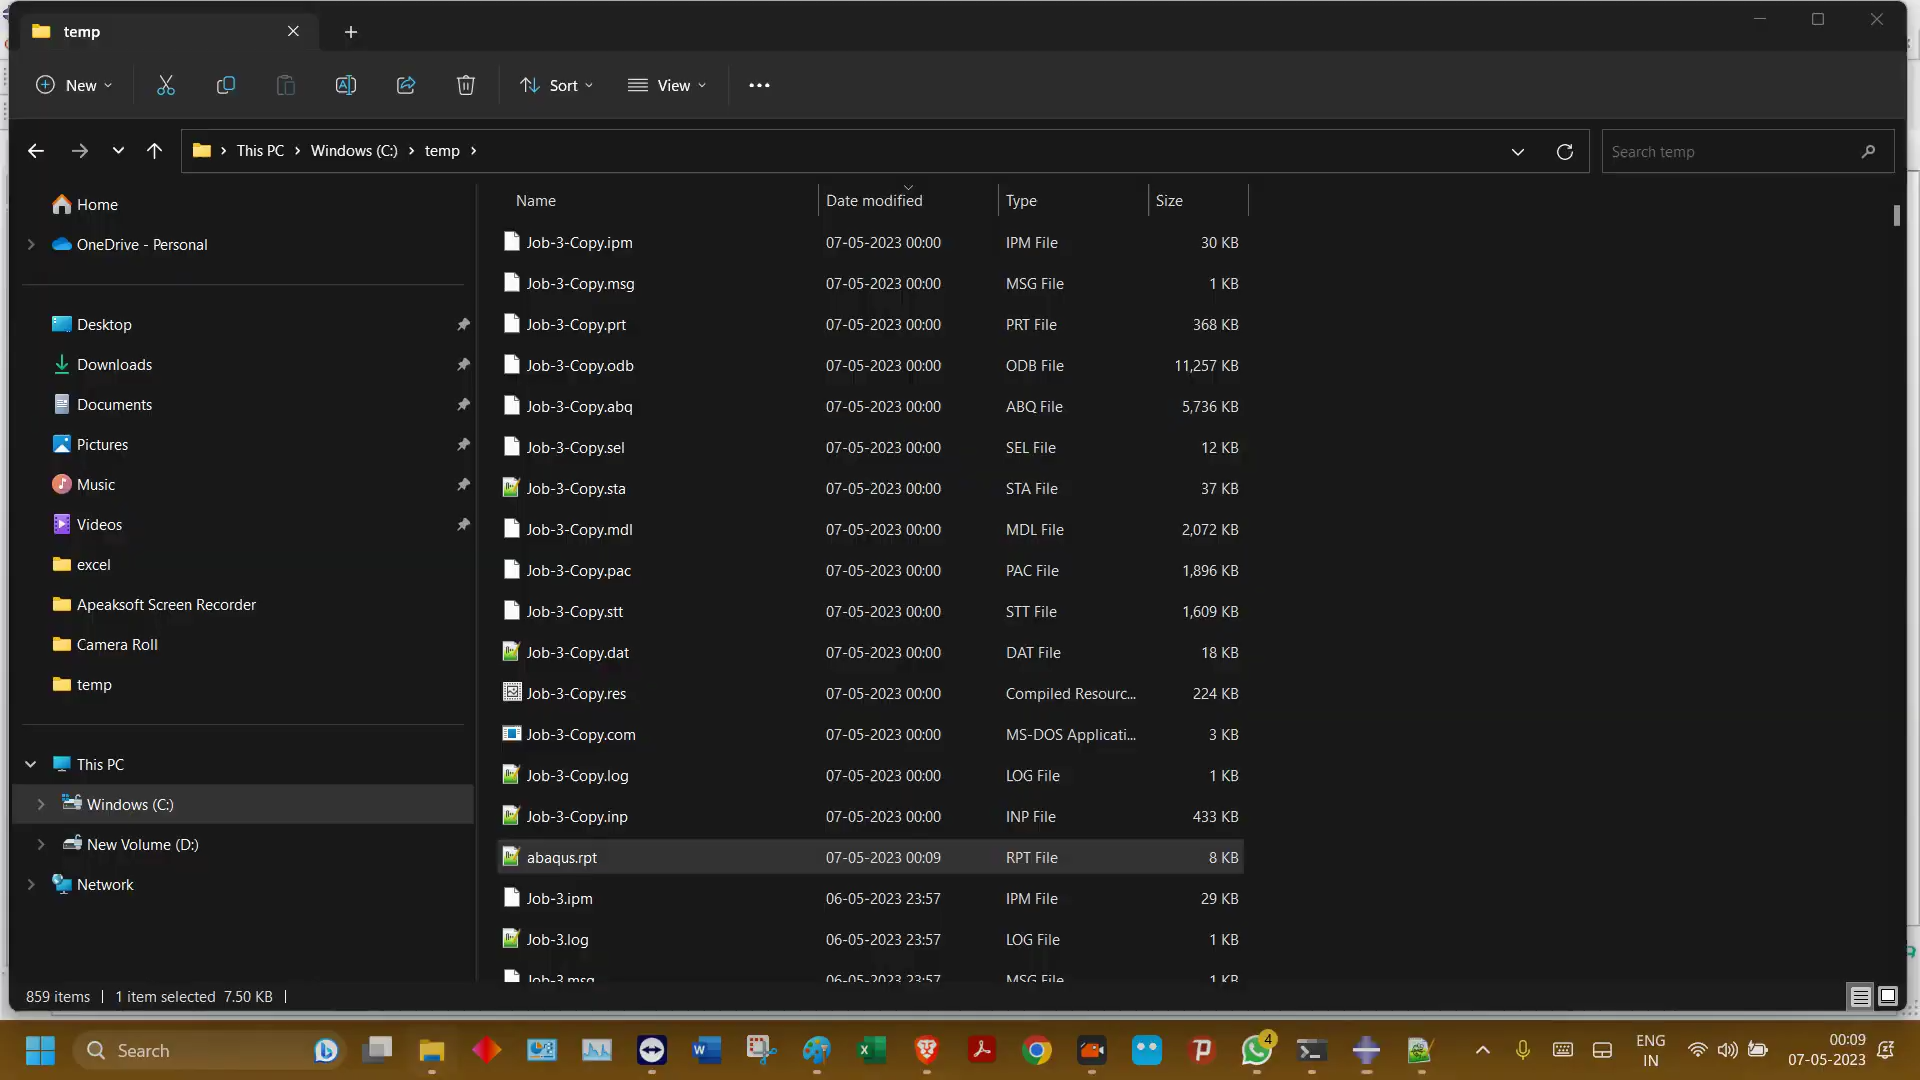 temp
New
Sort
View
This PC
Windows (C:)
temp
Search temp
Home
OneDrive - Personal
Desktop
Downloads
Documents
Pictures
Music
Videos
excel
Apeaksoft Screen Recorder
Camera Roll
temp
This PC
Windows (C:)
New Volume (D:)
Network
Name Date modified Type Size
Job-3-Copy.ipm 07-05-2023 00:00 IPM File 30 KB
Job-3-Copy.msg 07-05-2023 00:00 MSG File 1 KB
Job-3-Copy.prt 07-05-2023 00:00 PRT File 368 KB
Job-3-Copy.odb 07-05-2023 00:00 ODB File 11,257 KB
Job-3-Copy.abq 07-05-2023 00:00 ABQ File 5,736 KB
Job-3-Copy.sel 07-05-2023 00:00 SEL File 12 KB
Job-3-Copy.sta 07-05-2023 00:00 STA File 37 KB
Job-3-Copy.mdl 07-05-2023 00:00 MDL File 2,072 KB
Job-3-Copy.pac 07-05-2023 00:00 PAC File 1,896 KB
Job-3-Copy.stt 07-05-2023 00:00 STT File 1,609 KB
Job-3-Copy.dat 07-05-2023 00:00 DAT File 18 KB
Job-3-Copy.res 07-05-2023 00:00 Compiled Resourc... 224 KB
Job-3-Copy.com 07-05-2023 00:00 MS-DOS Applicati... 3 KB
Job-3-Copy.log 07-05-2023 00:00 LOG File 1 KB
Job-3-Copy.inp 07-05-2023 00:00 INP File 433 KB
abaqus.rpt 07-05-2023 00:09 RPT File 8 KB
Job-3.ipm 06-05-2023 23:57 IPM File 29 KB
Job-3.log 06-05-2023 23:57 LOG File 1 KB
Job-3.msg 06-05-2023 23:57 MSG File 1 KB
859 items 1 item selected 7.50 KB
Search
4
ENG
IN
00:09
07-05-2023